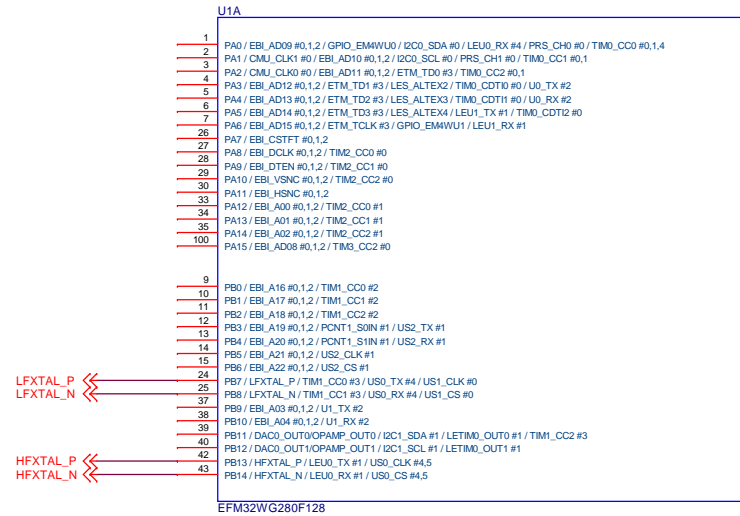 U1A
1 PA0 / EBI_AD09 #0,1,2 / GPIO_EM4WU0 / I2C0_SDA #0 / LEU0_RX #4 / PRS_CH0 #0 / TIM0_CC0 #0,1,4
2 PA1 / CMU_CLK1 #0 / EBI_AD10 #0,1,2 / I2C0_SCL #0 / PRS_CH1 #0 / TIM0_CC1 #0,1
3 PA2 / CMU_CLK0 #0 / EBI_AD11 #0,1,2 / ETM_TD0 #3 / TIM0_CC2 #0,1
4 PA3 / EBI_AD12 #0,1,2 / ETM_TD1 #3 / LES_ALTEX2 / TIM0_CDTI0 #0 / U0_TX #2
5 PA4 / EBI_AD13 #0,1,2 / ETM_TD2 #3 / LES_ALTEX3 / TIM0_CDTI1 #0 / U0_RX #2
6 PA5 / EBI_AD14 #0,1,2 / ETM_TD3 #3 / LES_ALTEX4 / LEU1_TX #1 / TIM0_CDTI2 #0
7 PA6 / EBI_AD15 #0,1,2 / ETM_TCLK #3 / GPIO_EM4WU1 / LEU1_RX #1
26 PA7 / EBI_CSTFT #0,1,2
27 PA8 / EBI_DCLK #0,1,2 / TIM2_CC0 #0
28 PA9 / EBI_DTEN #0,1,2 / TIM2_CC1 #0
29 PA10 / EBI_VSNC #0,1,2 / TIM2_CC2 #0
30 PA11 / EBI_HSNC #0,1,2
33 PA12 / EBI_A00 #0,1,2 / TIM2_CC0 #1
34 PA13 / EBI_A01 #0,1,2 / TIM2_CC1 #1
35 PA14 / EBI_A02 #0,1,2 / TIM2_CC2 #1
100 PA15 / EBI_AD08 #0,1,2 / TIM3_CC2 #0
9 PB0 / EBI_A16 #0,1,2 / TIM1_CC0 #2
10 PB1 / EBI_A17 #0,1,2 / TIM1_CC1 #2
11 PB2 / EBI_A18 #0,1,2 / TIM1_CC2 #2
12 PB3 / EBI_A19 #0,1,2 / PCNT1_S0IN #1 / US2_TX #1
13 PB4 / EBI_A20 #0,1,2 / PCNT1_S1IN #1 / US2_RX #1
14 PB5 / EBI_A21 #0,1,2 / US2_CLK #1
15 PB6 / EBI_A22 #0,1,2 / US2_CS #1
LFXTAL_P 24 PB7 / LFXTAL_P / TIM1_CC0 #3 / US0_TX #4 / US1_CLK #0
LFXTAL_N 25 PB8 / LFXTAL_N / TIM1_CC1 #3 / US0_RX #4 / US1_CS #0
37 PB9 / EBI_A03 #0,1,2 / U1_TX #2
38 PB10 / EBI_A04 #0,1,2 / U1_RX #2
39 PB11 / DAC0_OUT0/OPAMP_OUT0 / I2C1_SDA #1 / LETIM0_OUT0 #1 / TIM1_CC2 #3
40 PB12 / DAC0_OUT1/OPAMP_OUT1 / I2C1_SCL #1 / LETIM0_OUT1 #1
HFXTAL_P 42 PB13 / HFXTAL_P / LEU0_TX #1 / US0_CLK #4,5
HFXTAL_N 43 PB14 / HFXTAL_N / LEU0_RX #1 / US0_CS #4,5
EFM32WG280F128